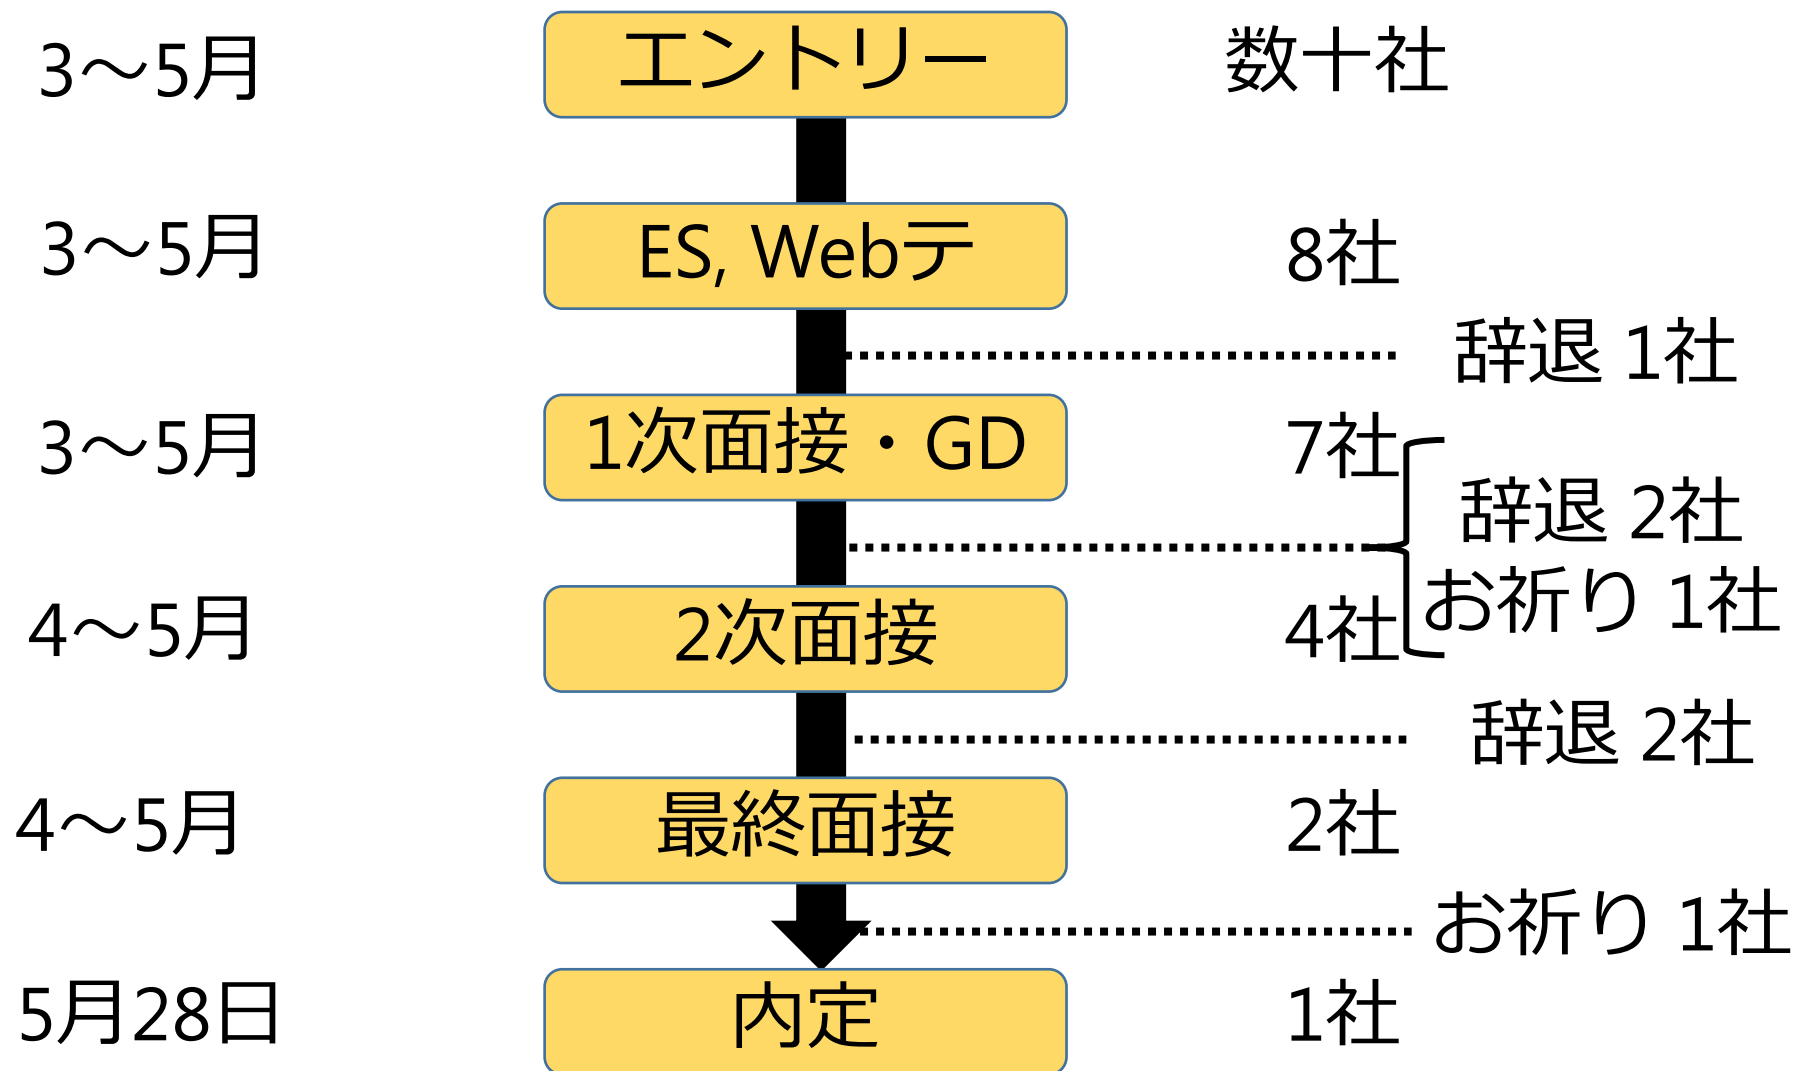 3～5月 エントリー 数十社
3～5月 ES, Webテ 8社
辞退 1社
3～5月 1次面接・GD 7社
辞退 2社
お祈り 1社
4～5月 2次面接 4社
辞退 2社
4～5月 最終面接 2社
お祈り 1社
5月28日 内定 1社